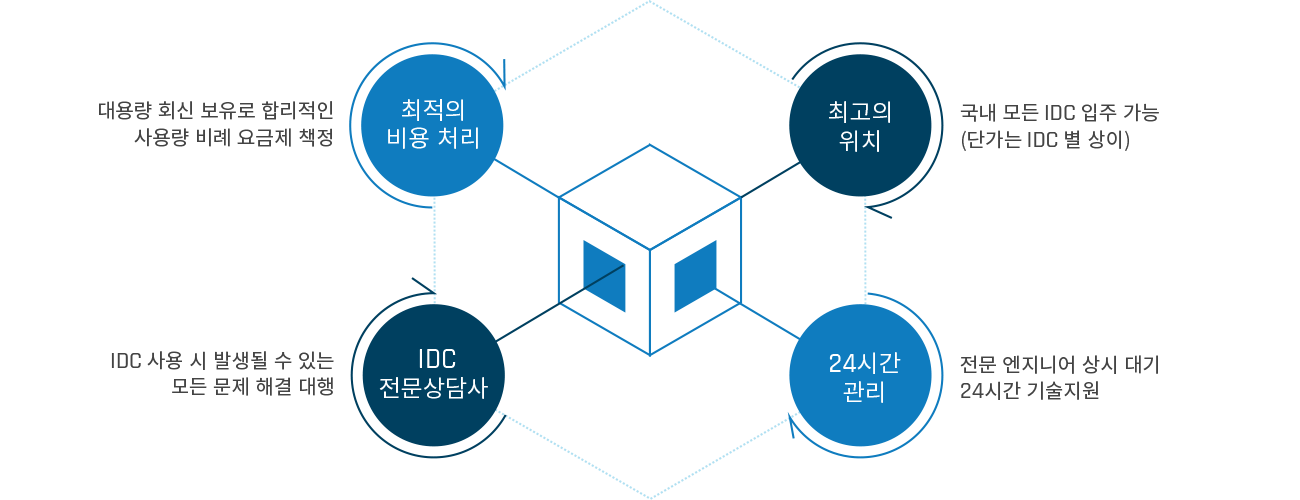 대용량 회신 보유로 합리적인
사용량 비례 요금제 책정
최적의
비용 처리
최고의
위치
국내 모든 IDC 입주 가능
(단가는 IDC 별 상이)
IDC 사용 시 발생될 수 있는
모든 문제 해결 대행
IDC
전문상담사
24시간
관리
전문 엔지니어 상시 대기
24시간 기술지원